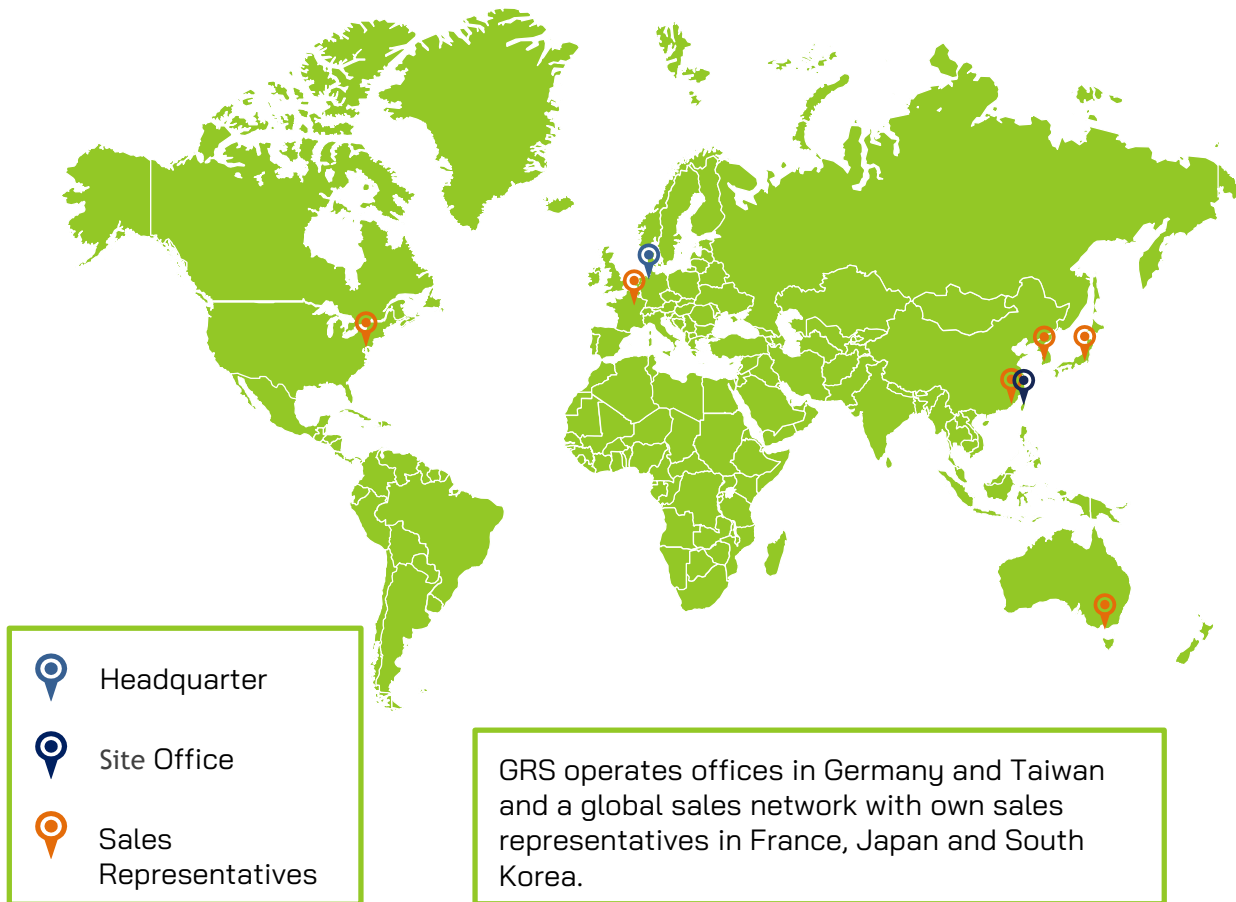 Headquarter
Site Office
Sales
Representatives
GRS operates offices in Germany and Taiwan
and a global sales network with own sales
representatives in France, Japan and South
Korea.